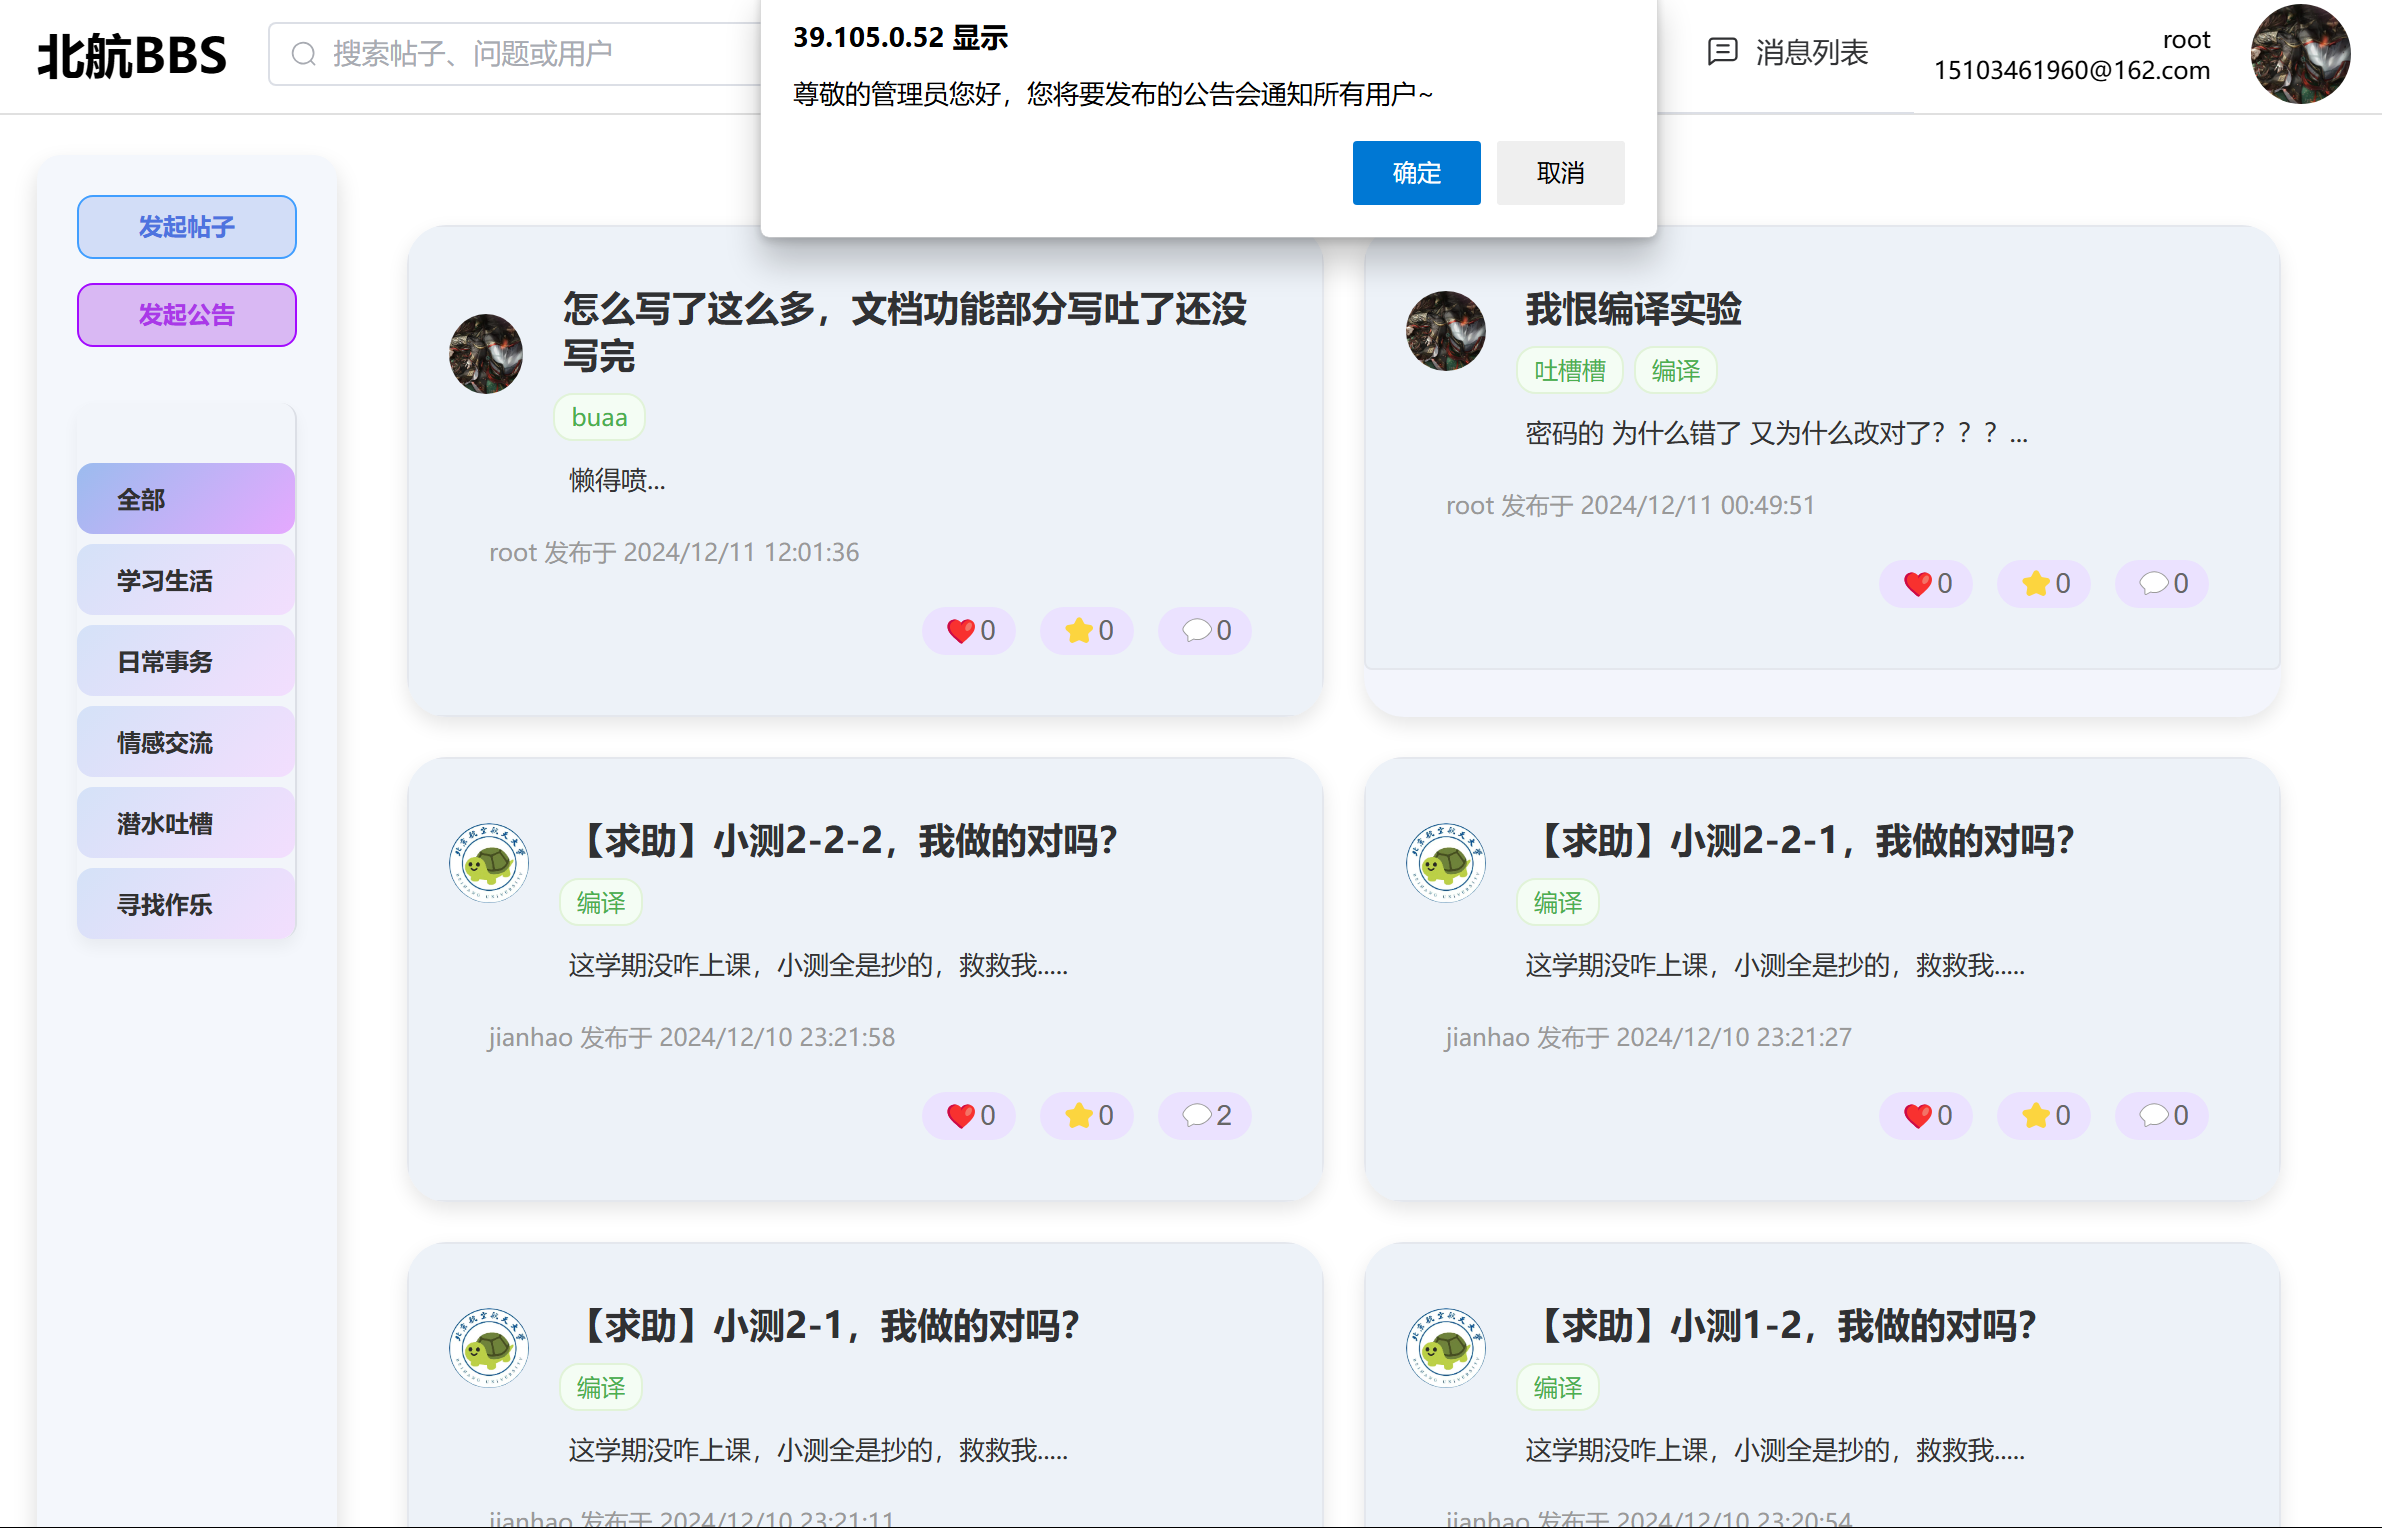 北航BBS
搜索帖子、问题或用户
39.105.0.52 显示
尊敬的管理员您好，您将要发布的公告会通知所有用户~
确定
取消
消息列表
root
15103461960@162.com
发起帖子
发起公告
全部
学习生活
日常事务
情感交流
潜水吐槽
寻找作乐
怎么写了这么多，文档功能部分写吐了还没
写完
buaa
懒得喷...
root 发布于 2024/12/11 12:01:36
❤️0 ⭐0 💬0
我恨编译实验
吐槽槽 编译
密码的 为什么错了 又为什么改对了？？？...
root 发布于 2024/12/11 00:49:51
❤️0 ⭐0 💬0
【求助】小测2-2-2，我做的对吗？
编译
这学期没咋上课，小测全是抄的，救救我.....
jianhao 发布于 2024/12/10 23:21:58
❤️0 ⭐0 💬2
【求助】小测2-2-1，我做的对吗？
编译
这学期没咋上课，小测全是抄的，救救我.....
jianhao 发布于 2024/12/10 23:21:27
❤️0 ⭐0 💬0
【求助】小测2-1，我做的对吗？
编译
这学期没咋上课，小测全是抄的，救救我.....
jianhao 发布于 2024/12/10 23:21:11
【求助】小测1-2，我做的对吗？
编译
这学期没咋上课，小测全是抄的，救救我.....
jianhao 发布于 2024/12/10 23:20:54